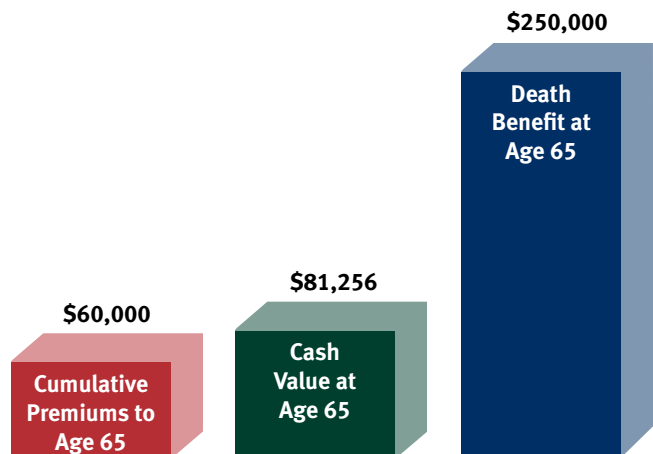 $60,000
Cumulative
Premiums to
Age 65
$81,256
Cash
Value at
Age 65
$250,000
Death
Benefit at
Age 65